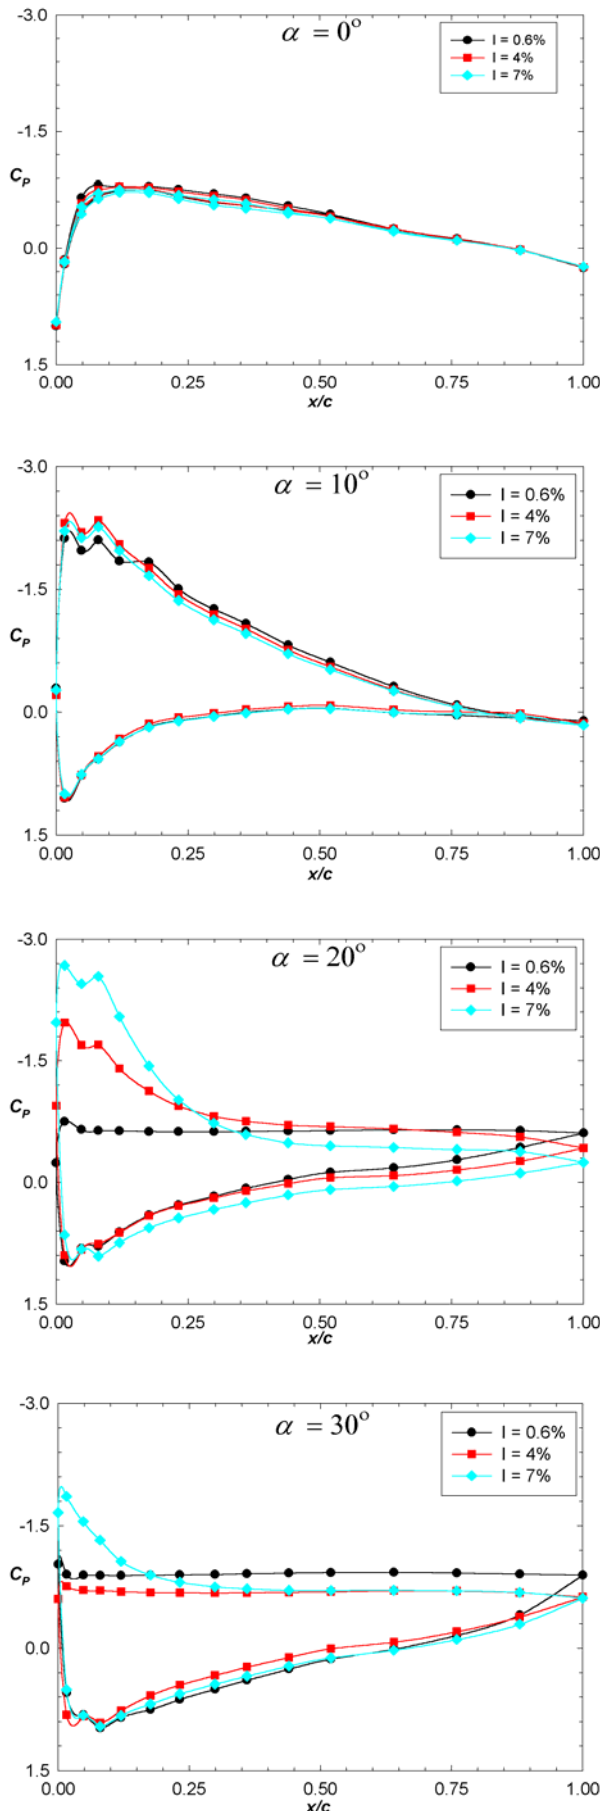 α = 0°
-3.0
I = 0.6%
I = 4%
I = 7%
-1.5
C_P
0.0
1.5
0.00 0.25 0.50 0.75 1.00
x/c
-3.0
α = 10°
I = 0.6%
I = 4%
I = 7%
-1.5
C_P
0.0
1.5
0.00 0.25 0.50 0.75 1.00
x/c
-3.0
α = 20°
I = 0.6%
I = 4%
I = 7%
-1.5
C_P
0.0
1.5
0.00 0.25 0.50 0.75 1.00
x/c
-3.0
α = 30°
I = 0.6%
I = 4%
I = 7%
-1.5
C_P
0.0
1.5
0.00 0.25 0.50 0.75 1.00
x/c